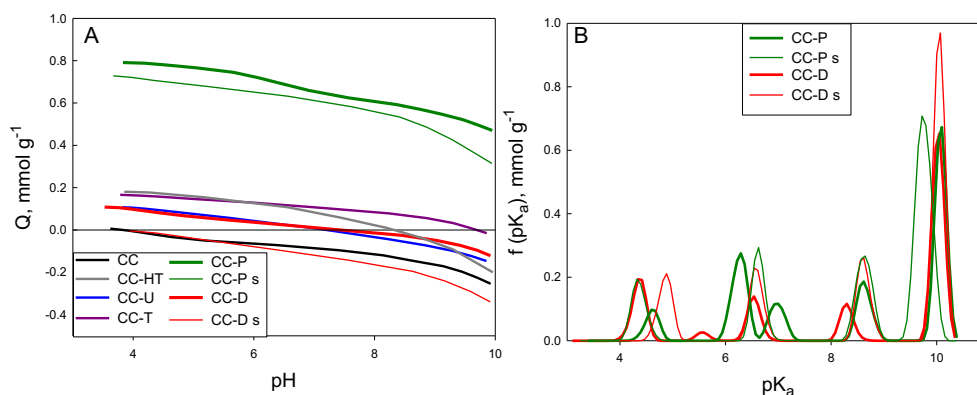 A
Q, mmol g-1
1.0
0.8
0.6
0.4
0.2
0.0
-0.2
-0.4
CC
CC-HT
CC-U
CC-T
CC-P
CC-P s
CC-D
CC-D s
4 6 8 10
pH
B
f (pKa), mmol g-1
1.0
0.8
0.6
0.4
0.2
0.0
CC-P
CC-P s
CC-D
CC-D s
4 6 8 10
pKa